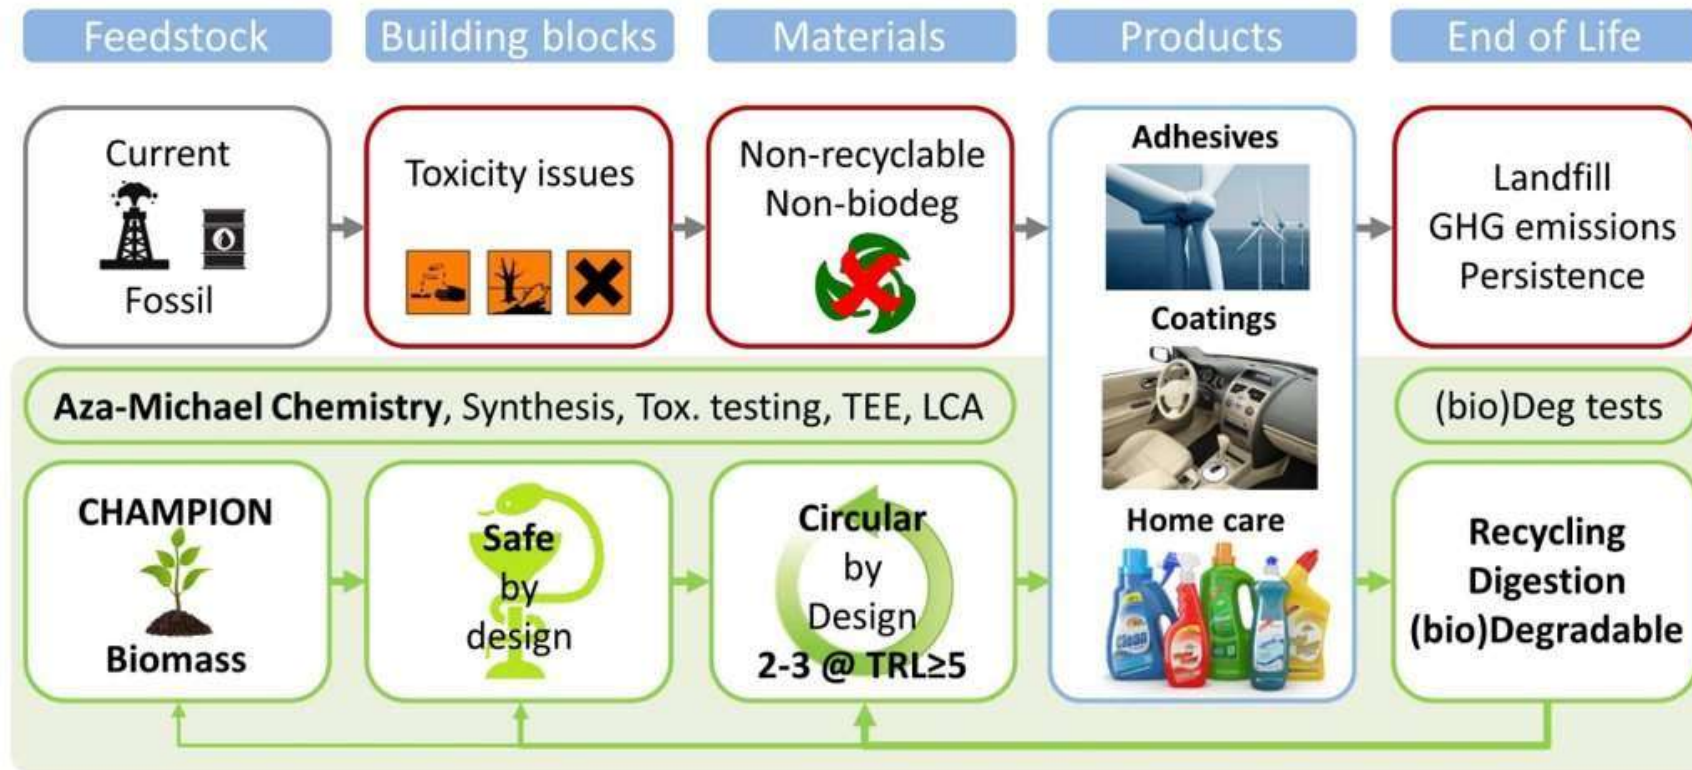 Feedstock
Building blocks
Materials
Products
End of Life
Current
Fossil
Toxicity issues
Non-recyclable
Non-biodeg
Adhesives
Coatings
Home care
Landfill
GHG emissions
Persistence
Aza-Michael Chemistry, Synthesis, Tox. testing, TEE, LCA
(bio)Deg tests
CHAMPION
Biomass
Safe
by
design
Circular
by
Design
2-3 @ TRL≥5
Clean
Recycling
Digestion
(bio)Degradable